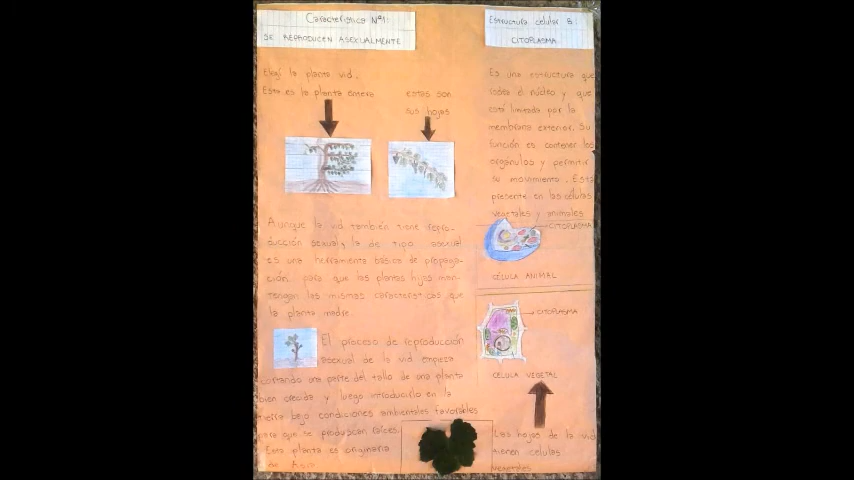 Característica Nº1:
SE REPRODUCEN ASEXUALMENTE
Elegí la planta vid.
Esta es la planta entera
estas son
sus hojas
Aunque la vid también tiene repro-
ducción sexual, la de tipo asexual
es una herramienta básica de propaga-
ción para que las plantas hijas man-
tengan las mismas características que
la planta madre.
El proceso de reproducción
asexual de la vid empieza
cortando una parte del tallo de una planta
bien crecida y luego introducirlo en la
tierra bajo condiciones ambientales favorables
para que se produzcan raíces.
Esta planta es originaria
de Asia
Estructura celular 8:
CITOPLASMA
Es una estructura que
rodea el núcleo y que
está limitada por la
membrana exterior. Su
función es contener los
orgánulos y permitir
su movimiento. Está
presente en las células
vegetales y animales
CITOPLASMA
CÉLULA ANIMAL
CITOPLASMA
CÉLULA VEGETAL
Las hojas de la vid
tienen células
vegetales